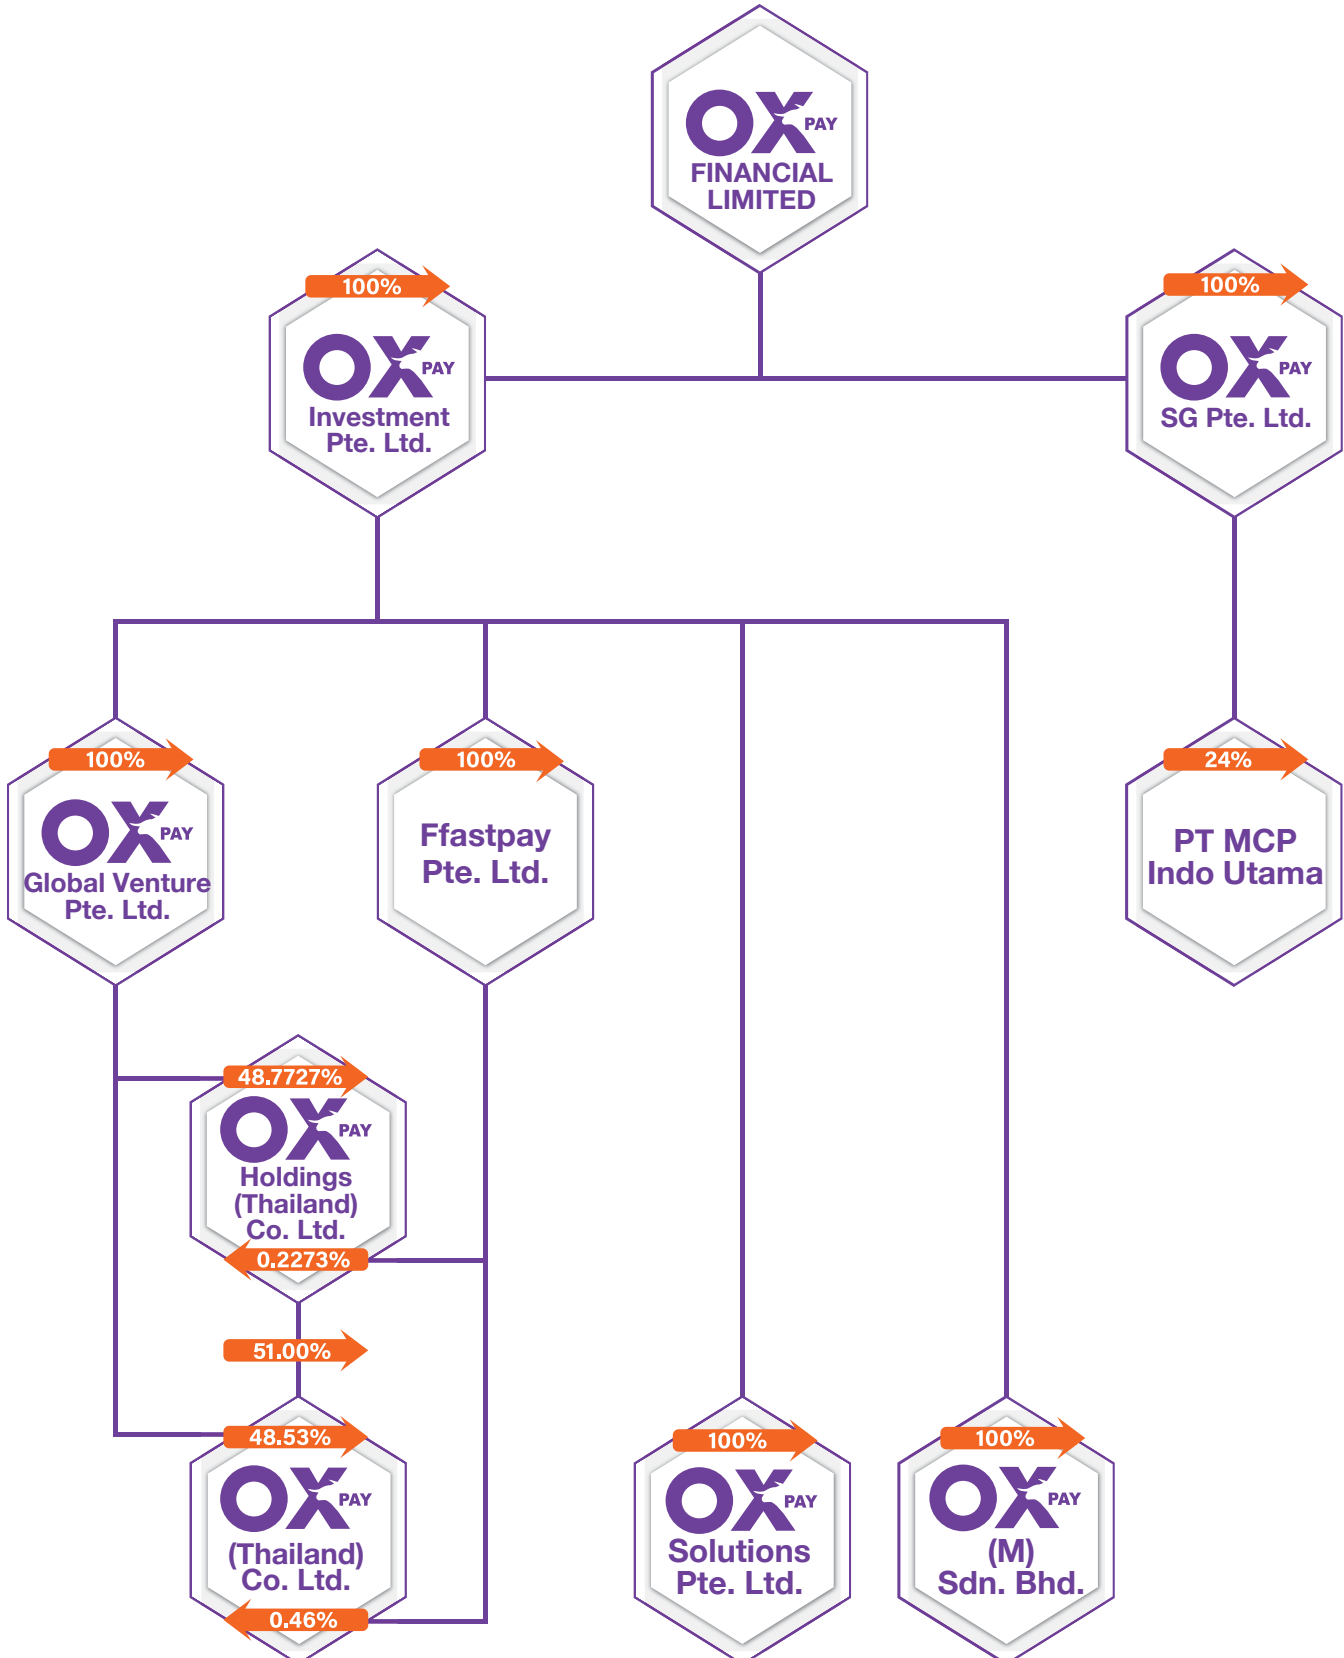 OX PAY
FINANCIAL
LIMITED
100%
OX PAY
Investment
Pte. Ltd.
100%
OX PAY
SG Pte. Ltd.
100%
OX PAY
Global Venture
Pte. Ltd.
100%
Ffastpay
Pte. Ltd.
24%
PT MCP
Indo Utama
48.7727%
OX PAY
Holdings
(Thailand)
Co. Ltd.
0.2273%
51.00%
48.53%
OX PAY
(Thailand)
Co. Ltd.
0.46%
100%
OX PAY
Solutions
Pte. Ltd.
100%
OX PAY
(M)
Sdn. Bhd.